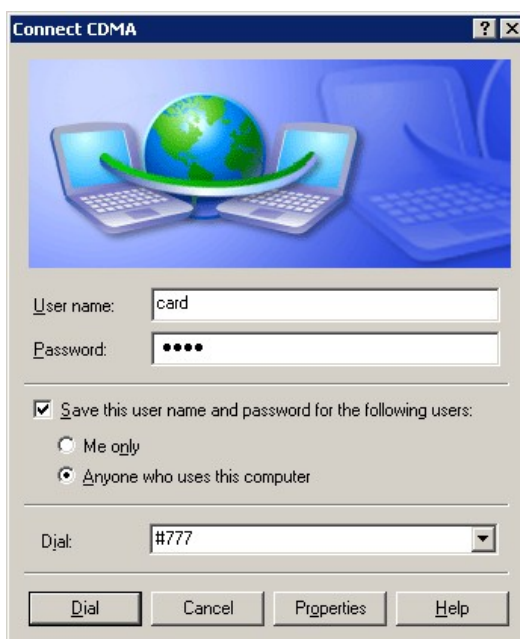 Connect CDMA
User name: card
Password: ••••
Save this user name and password for the following users:
Me only
Anyone who uses this computer
Dial: #777
Dial Cancel Properties Help